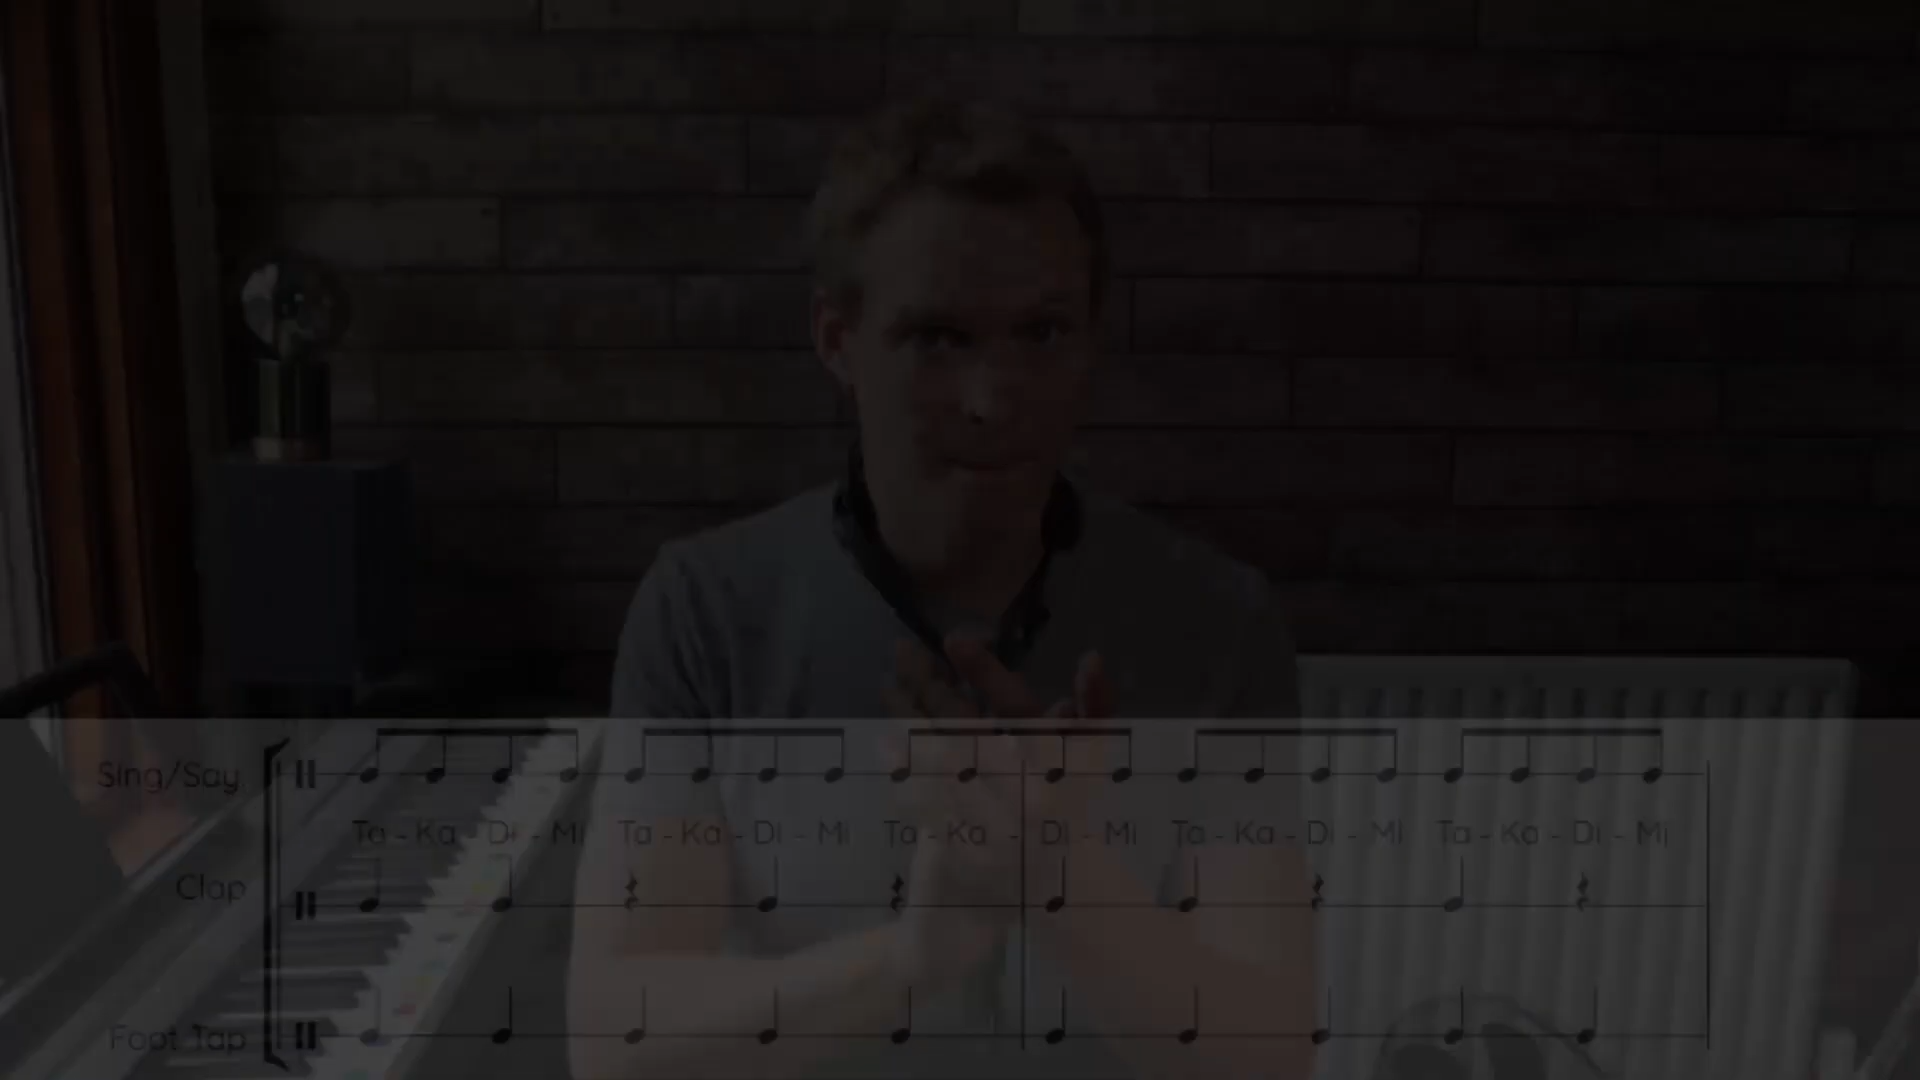 Sing/Say
Ta - Ka - Di - Mi Ta - Ka - Di - Mi Ta - Ka - Di - Mi Ta - Ka - Di - Mi Ta - Ka - Di - Mi
Clap
Foot Tap